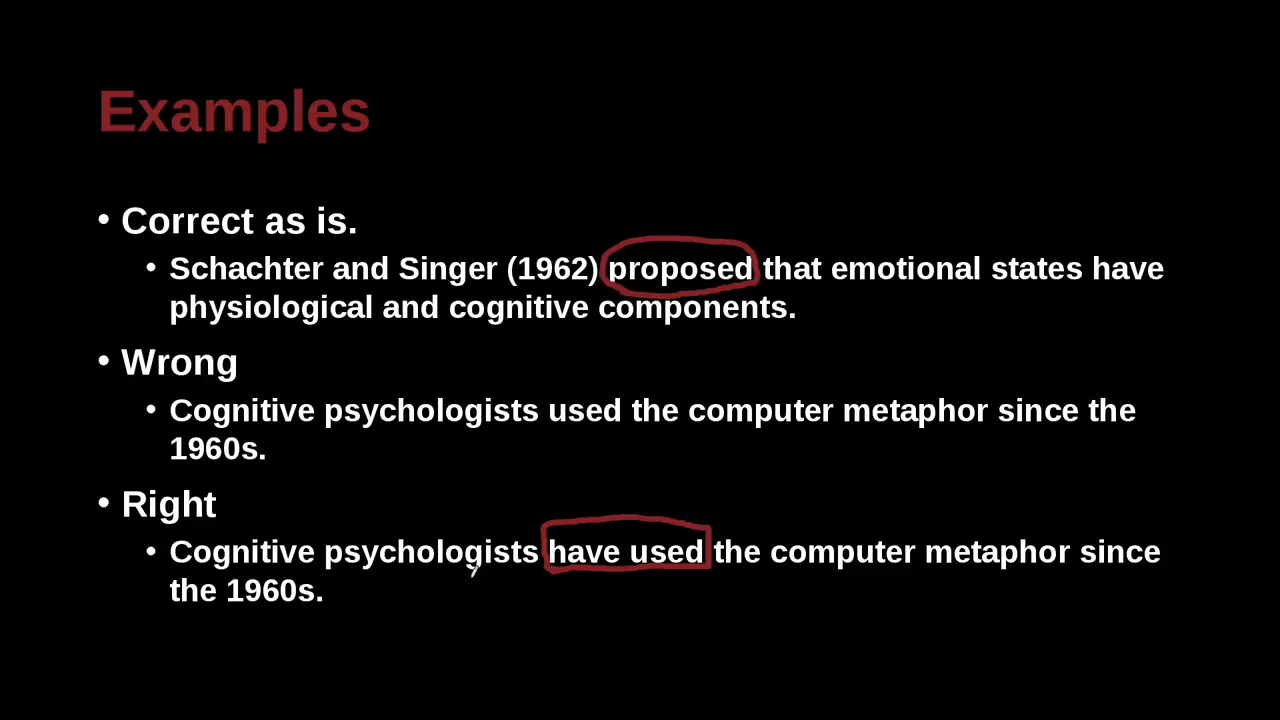 Examples
• Correct as is.
• Schachter and Singer (1962) proposed that emotional states have
physiological and cognitive components.
• Wrong
• Cognitive psychologists used the computer metaphor since the
1960s.
• Right
• Cognitive psychologists have used the computer metaphor since
the 1960s.